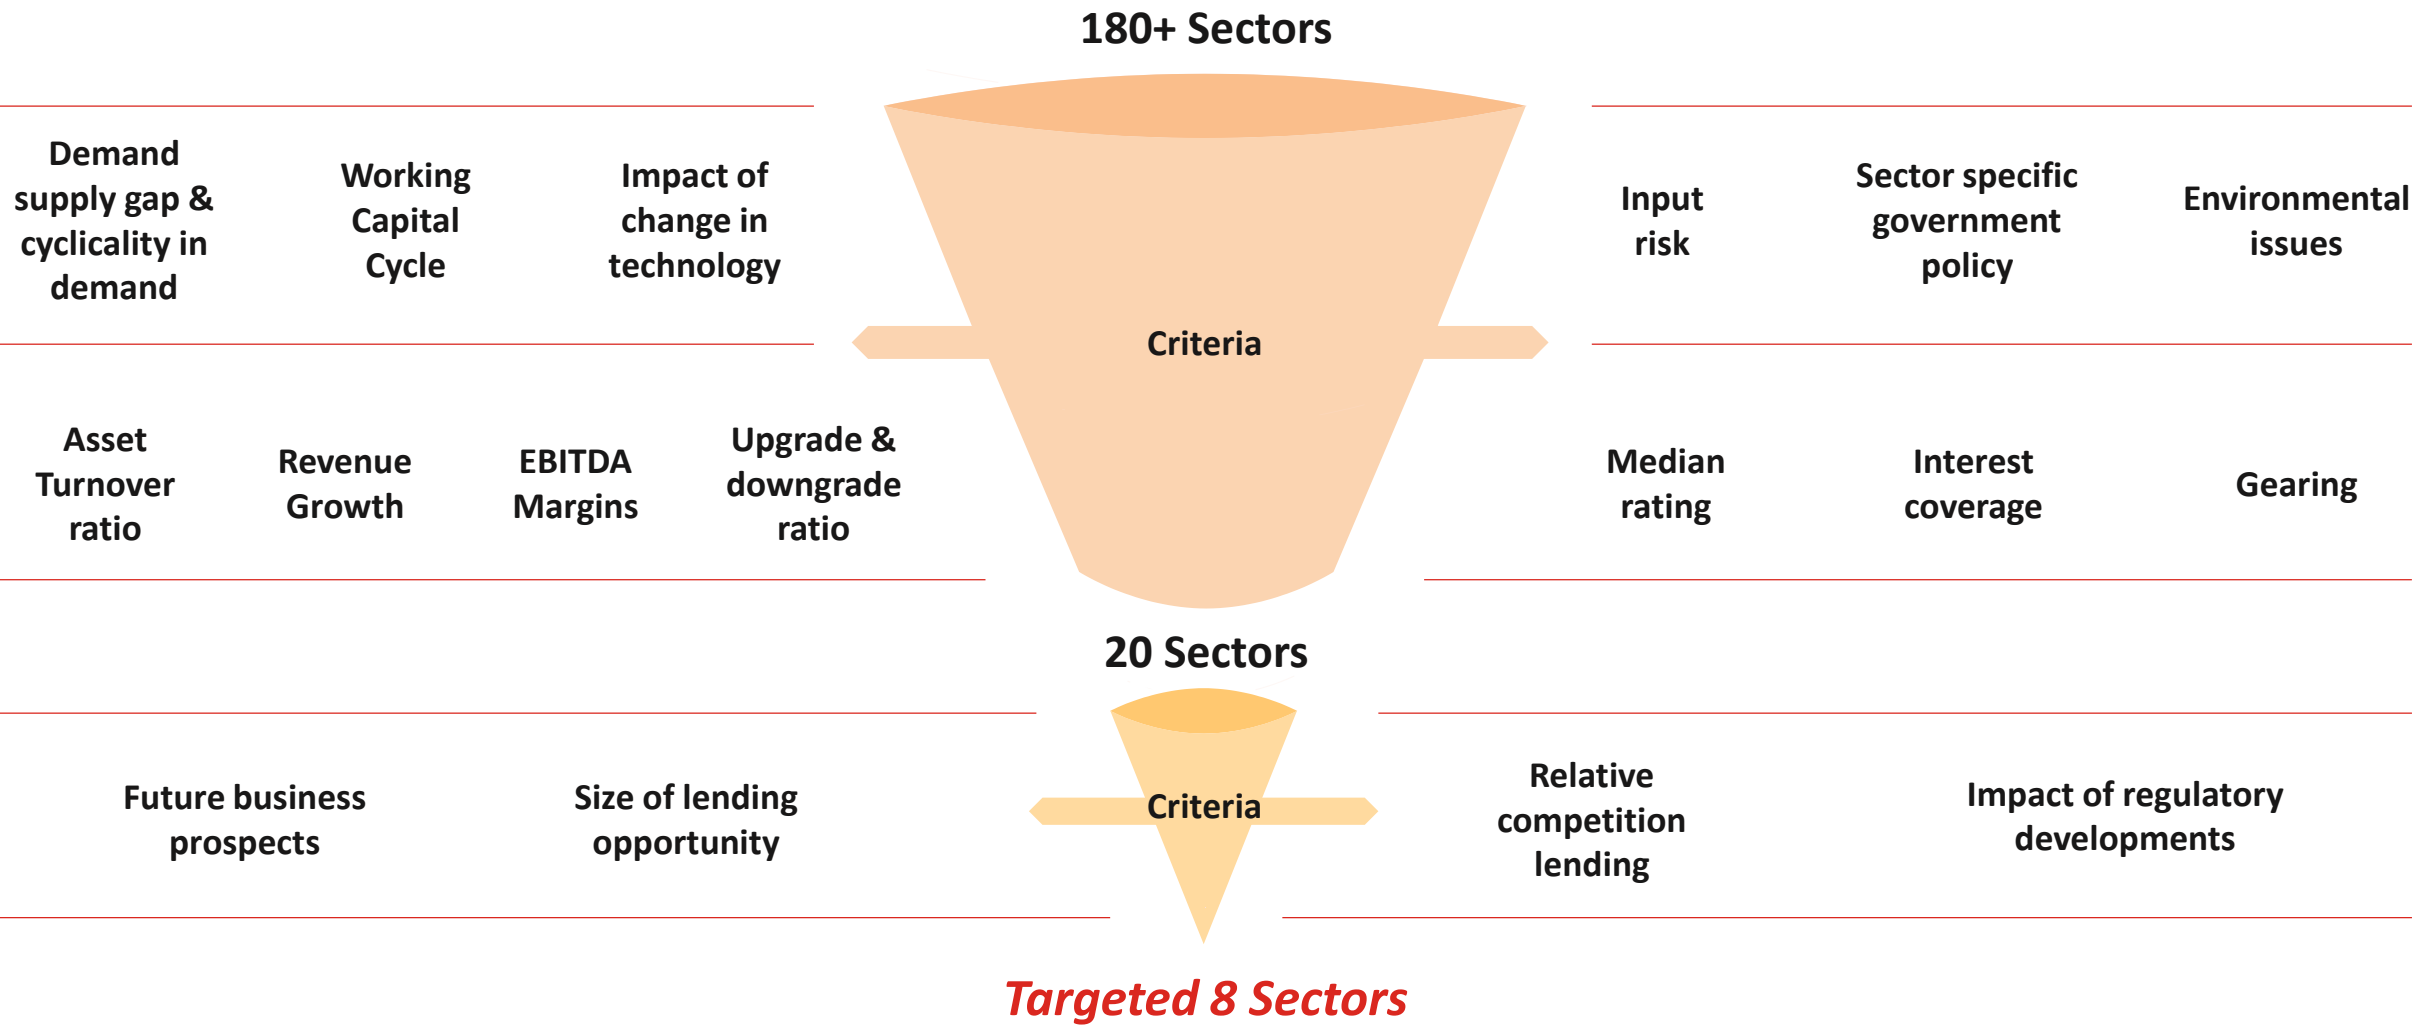 180+ Sectors
Demand
supply gap &
cyclicality in
demand
Working
Capital
Cycle
Impact of
change in
technology
Input
risk
Sector specific
government
policy
Environmental
issues
Criteria
Asset
Turnover
ratio
Revenue
Growth
EBITDA
Margins
Upgrade &
downgrade
ratio
Median
rating
Interest
coverage
Gearing
20 Sectors
Future business
prospects
Size of lending
opportunity
Criteria
Relative
competition
lending
Impact of regulatory
developments
Targeted 8 Sectors